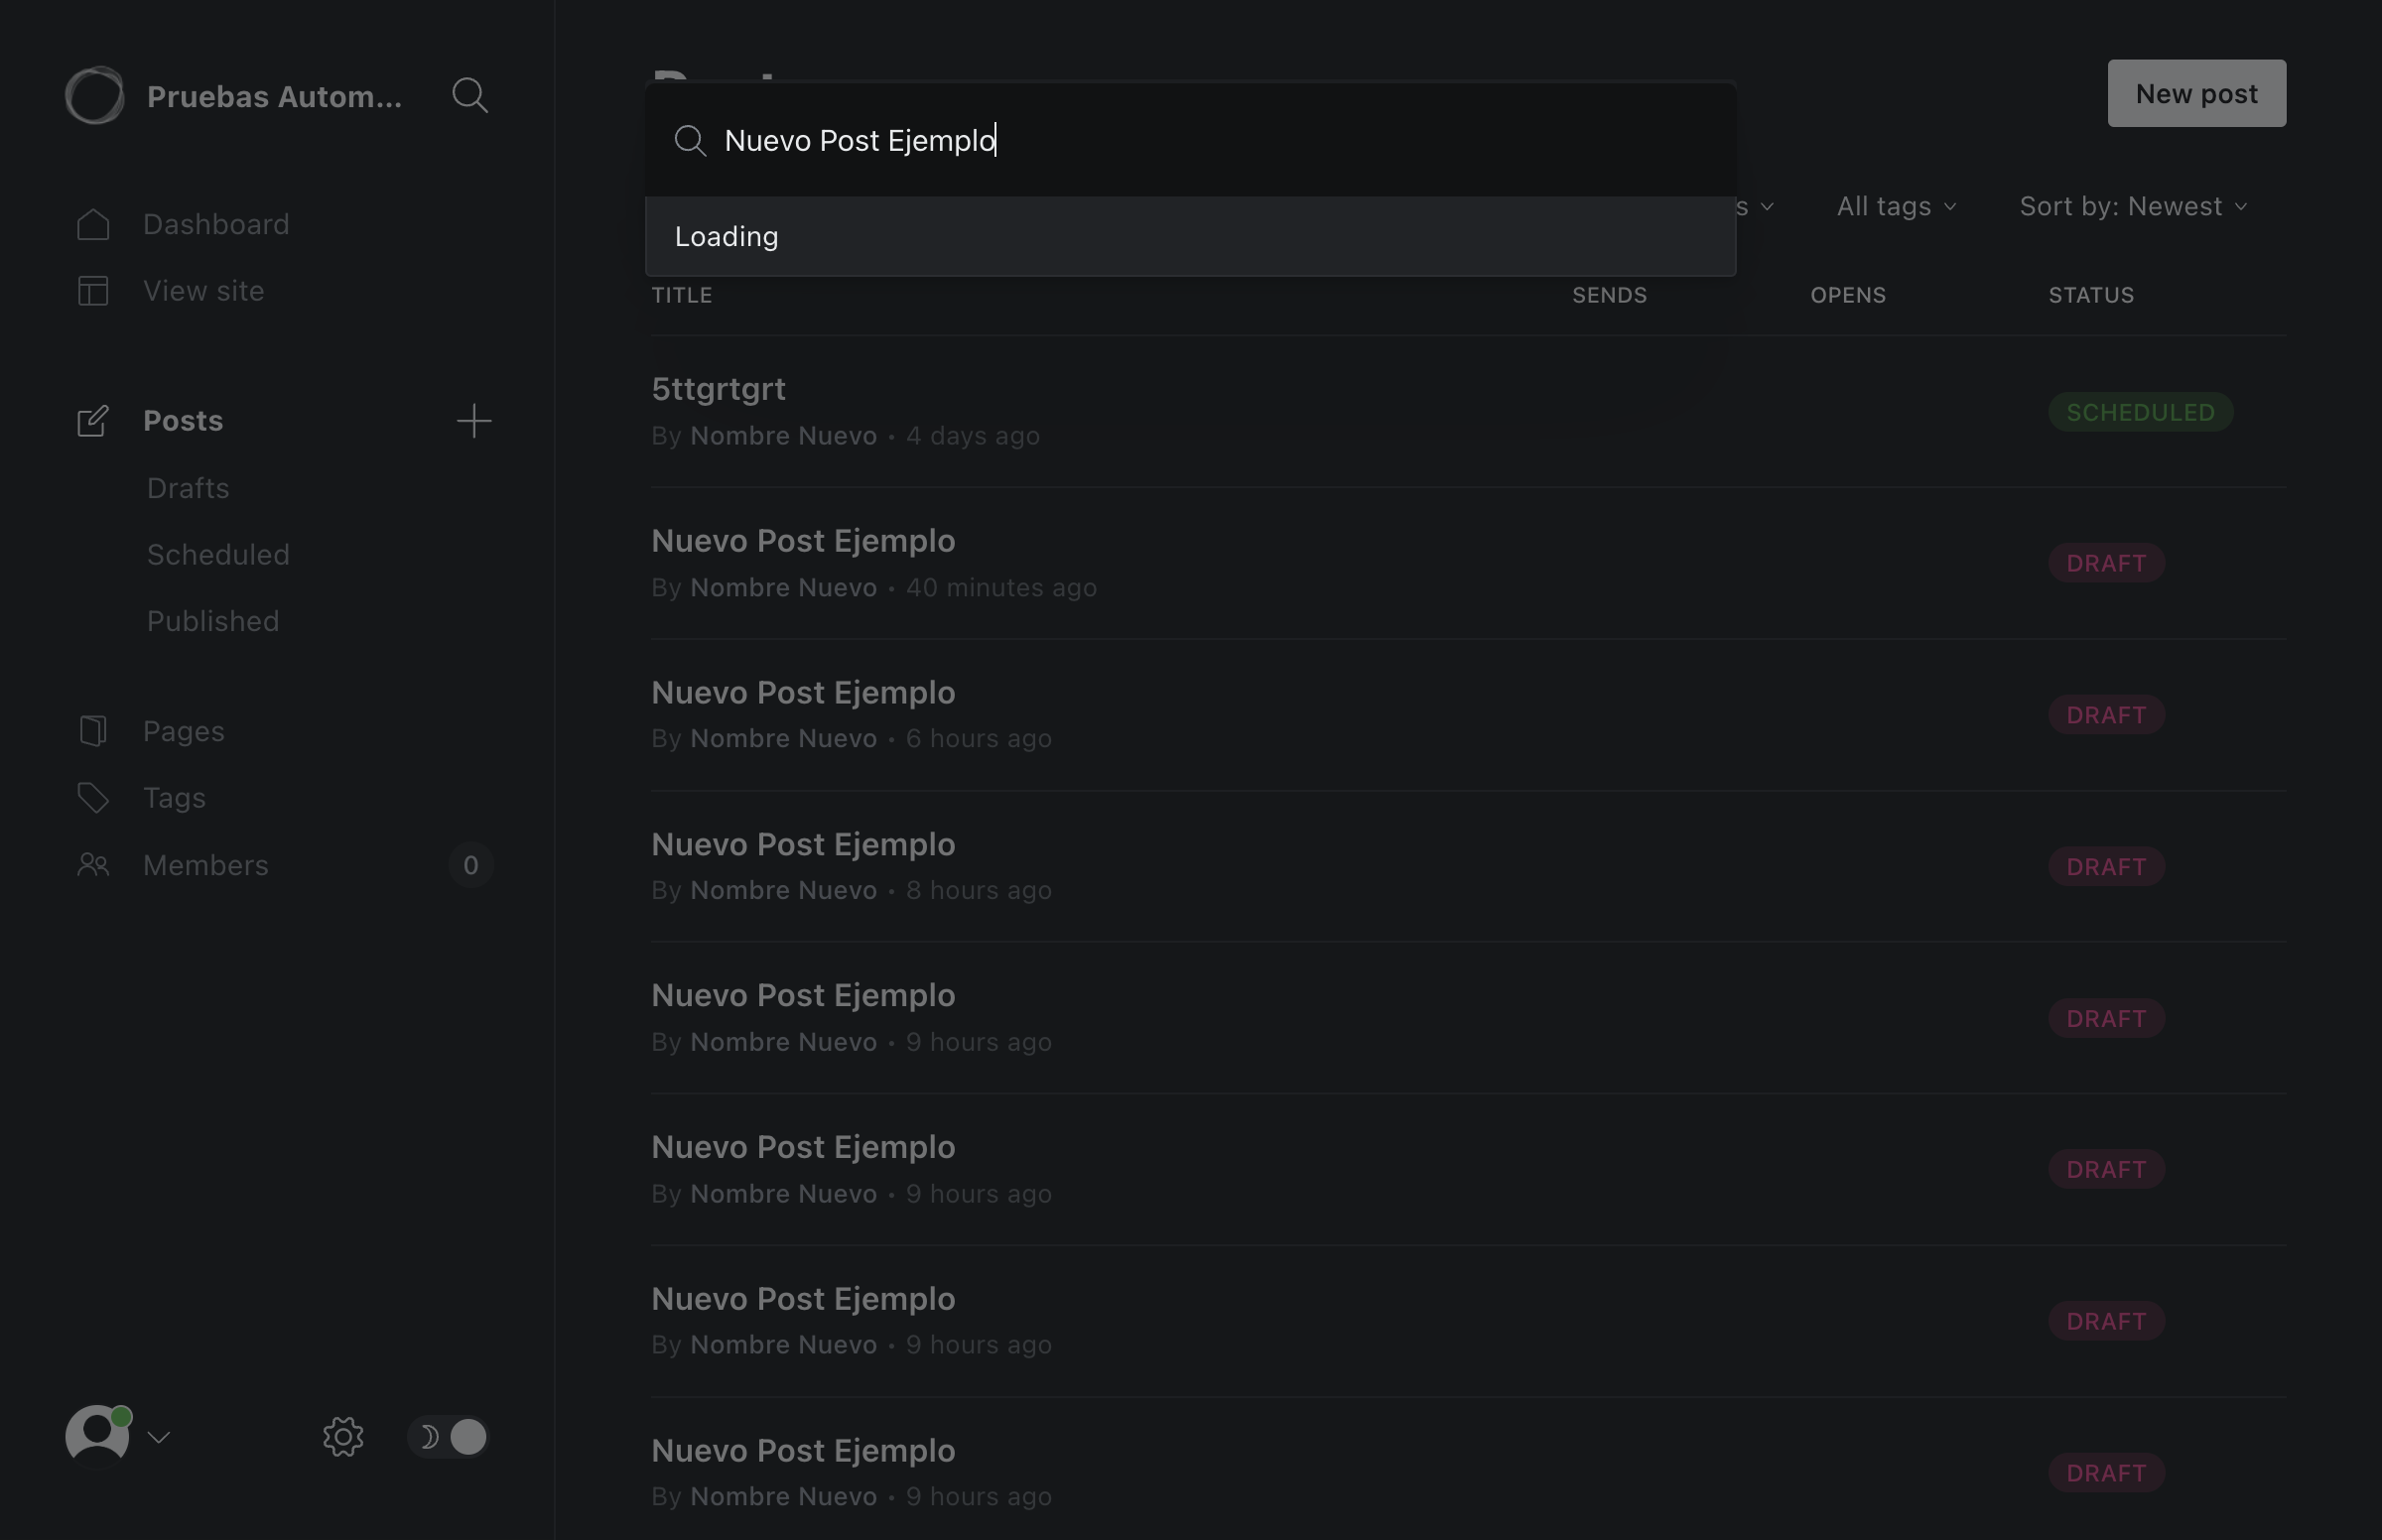 Pruebas Autom...
Dashboard
View site
Posts
Drafts
Scheduled
Published
Pages
Tags
Members 0
New post
Nuevo Post Ejemplo
Loading
s All tags Sort by: Newest
TITLE SENDS OPENS STATUS
5ttgrtgrt
By Nombre Nuevo • 4 days ago
SCHEDULED
Nuevo Post Ejemplo
By Nombre Nuevo • 40 minutes ago
DRAFT
Nuevo Post Ejemplo
By Nombre Nuevo • 6 hours ago
DRAFT
Nuevo Post Ejemplo
By Nombre Nuevo • 8 hours ago
DRAFT
Nuevo Post Ejemplo
By Nombre Nuevo • 9 hours ago
DRAFT
Nuevo Post Ejemplo
By Nombre Nuevo • 9 hours ago
DRAFT
Nuevo Post Ejemplo
By Nombre Nuevo • 9 hours ago
DRAFT
Nuevo Post Ejemplo
By Nombre Nuevo • 9 hours ago
DRAFT